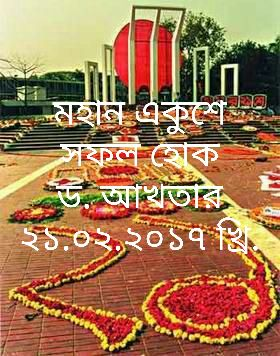 মহান একুশে
সফল হোক
ড. আখতার
২১.০২.২০১৭ খ্রি.